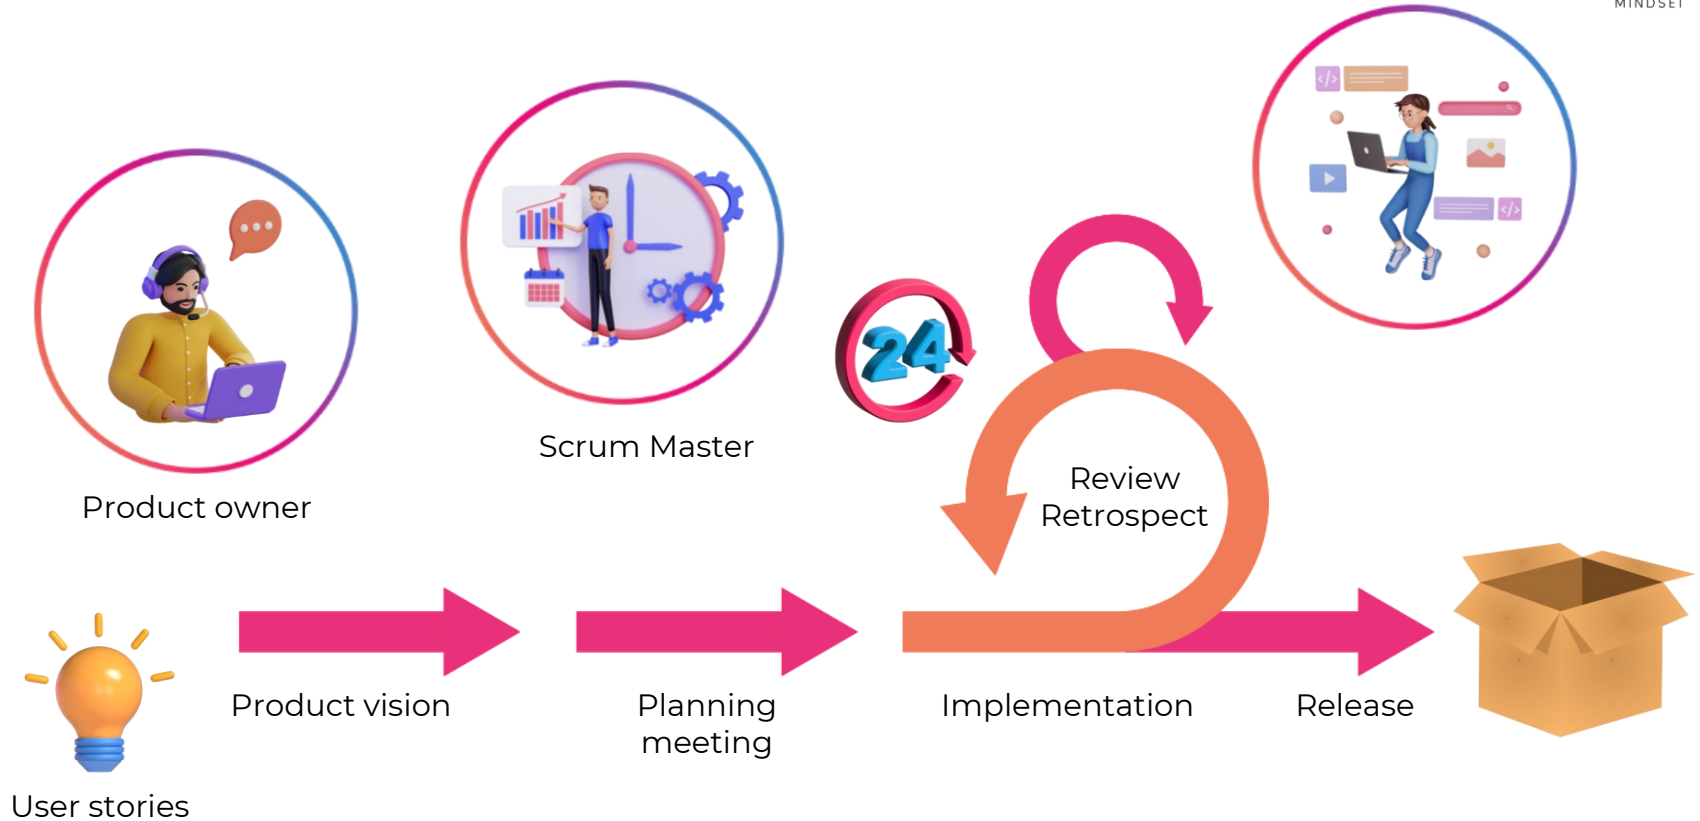 MINDSET
</>
24
</>
Scrum Master
Product owner
Review
Retrospect
Product vision
Planning
meeting
Implementation
Release
User stories